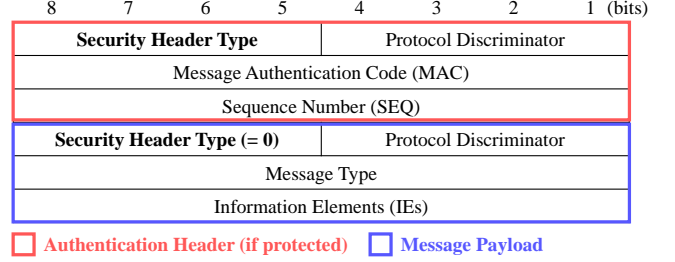 8 7 6 5 4 3 2 1 (bits)
Security Header Type Protocol Discriminator
Message Authentication Code (MAC)
Sequence Number (SEQ)
Security Header Type (= 0) Protocol Discriminator
Message Type
Information Elements (IEs)
Authentication Header (if protected) Message Payload